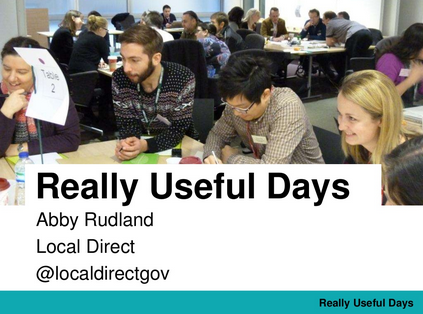 Table
2
Really Useful Days
Abby Rudland
Local Direct
@localdirectgov
Really Useful Days